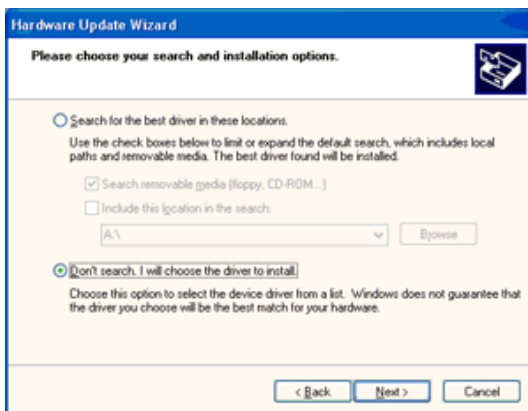 Hardware Update Wizard
Please choose your search and installation options.
Search for the best driver in these locations.
Use the check boxes below to limit or expand the default search, which includes local
paths and removable media. The best driver found will be installed.
Search removable media (floppy, CD-ROM...)
Include this location in the search:
A:\
Browse
Don't search. I will choose the driver to install.
Choose this option to select the device driver from a list. Windows does not guarantee that
the driver you choose will be the best match for your hardware.
< Back Next > Cancel